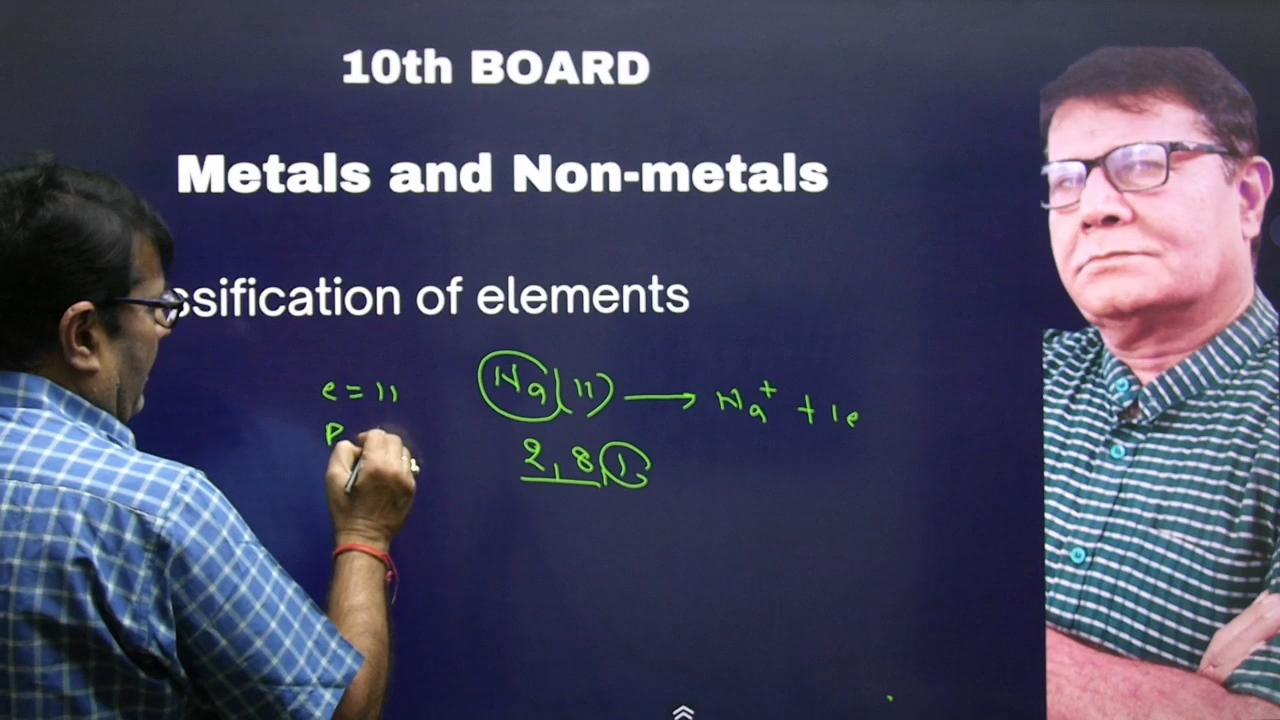 10th BOARD
Metals and Non-metals
ssification of elements
e = 11
Na (11) → Na⁺ + 1e
P
2, 8, 1